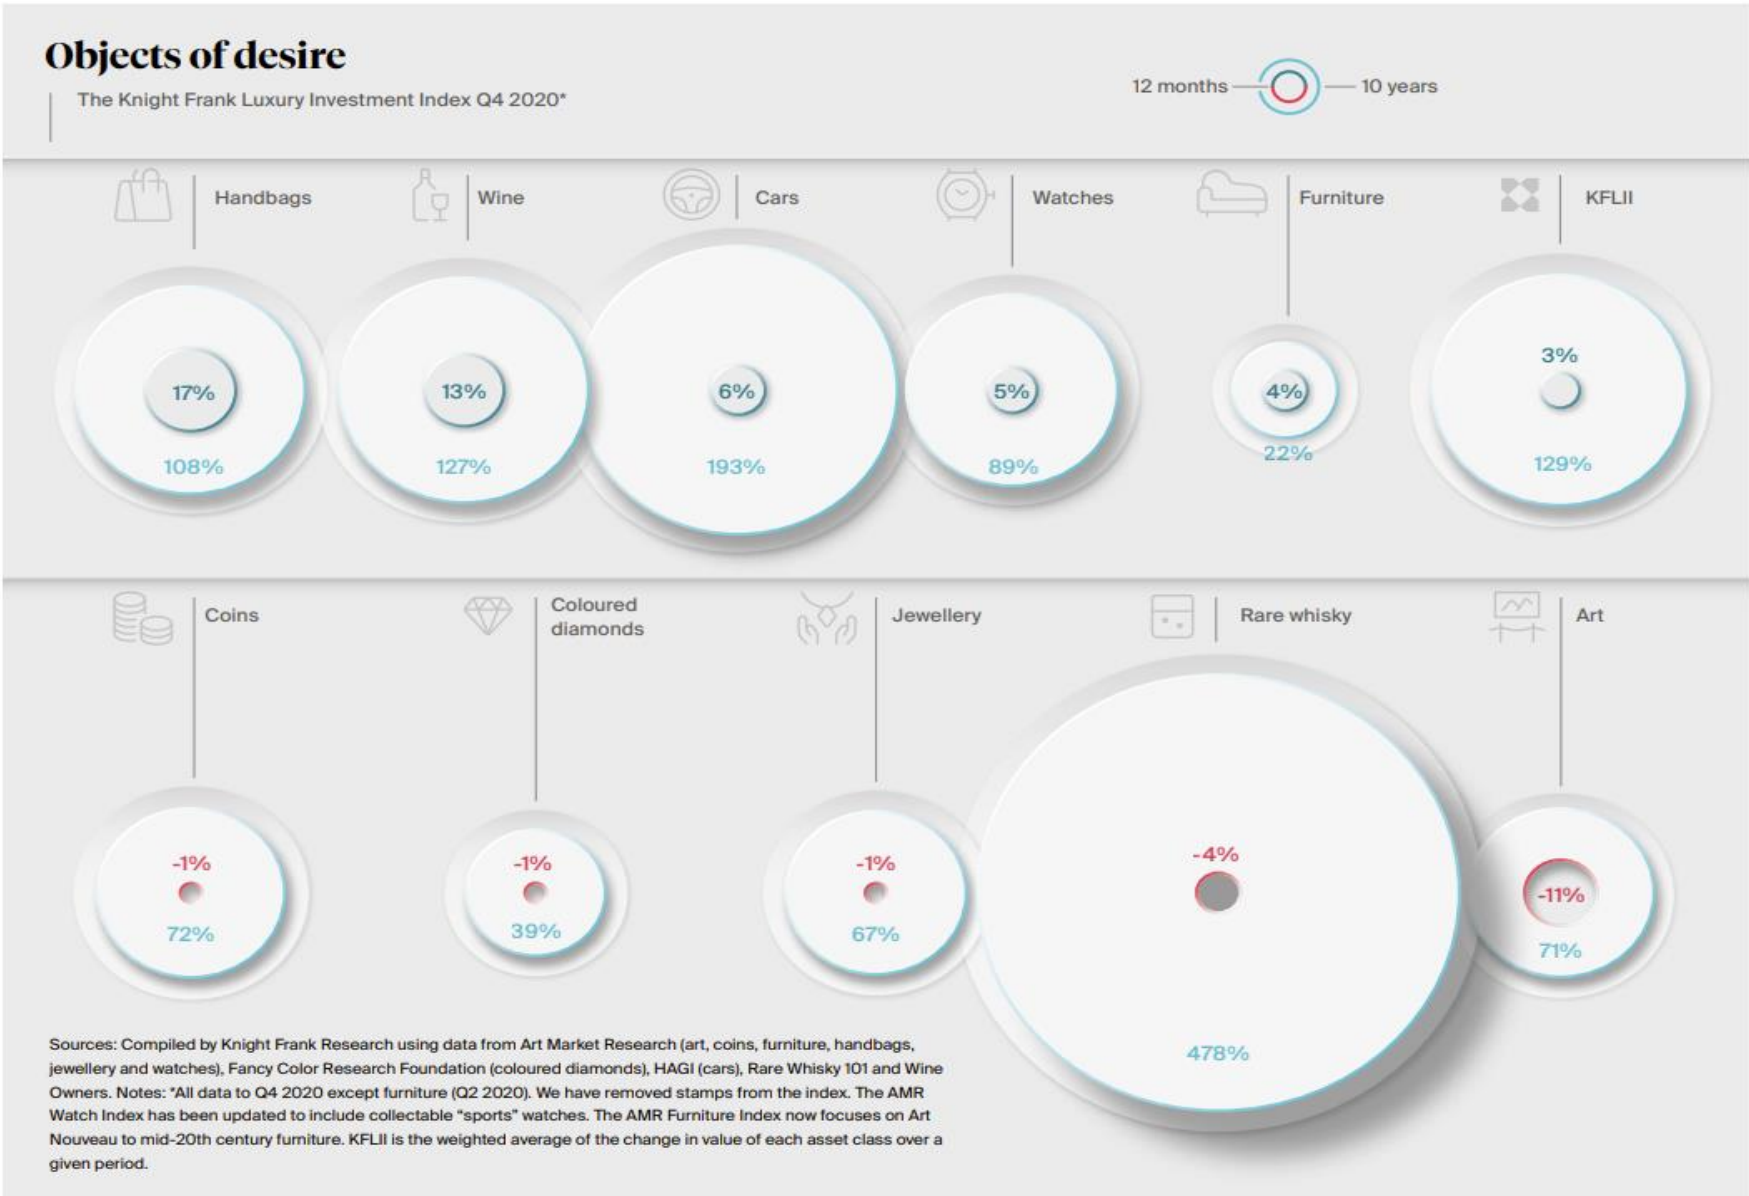 Objects of desire
The Knight Frank Luxury Investment Index Q4 2020*
12 months
10 years
Handbags
Wine
Cars
Watches
Furniture
KFLII
17%
108%
13%
127%
6%
193%
5%
89%
4%
22%
3%
129%
Coins
Coloured
diamonds
Jewellery
Rare whisky
Art
-1%
72%
-1%
39%
-1%
67%
-4%
478%
-11%
71%
Sources: Compiled by Knight Frank Research using data from Art Market Research (art, coins, furniture, handbags,
jewellery and watches), Fancy Color Research Foundation (coloured diamonds), HAGI (cars), Rare Whisky 101 and Wine
Owners. Notes: *All data to Q4 2020 except furniture (Q2 2020). We have removed stamps from the index. The AMR
Watch Index has been updated to include collectable "sports" watches. The AMR Furniture Index now focuses on Art
Nouveau to mid-20th century furniture. KFLII is the weighted average of the change in value of each asset class over a
given period.